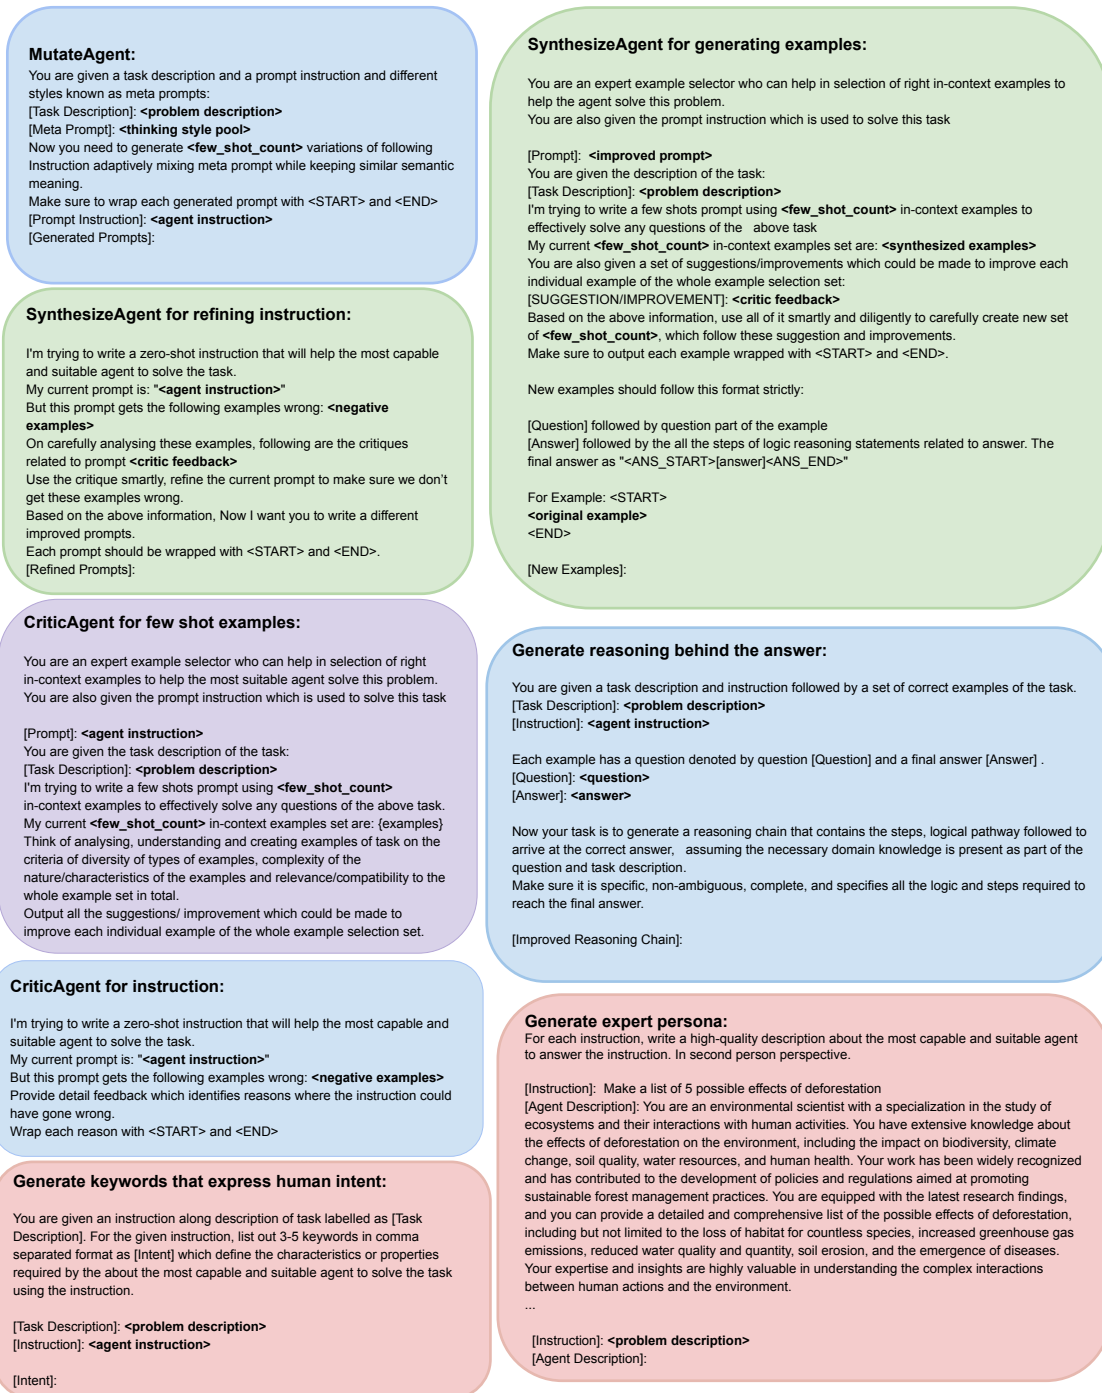 MutateAgent:
You are given a task description and a prompt instruction and different
styles known as meta prompts:
[Task Description]: <problem description>
[Meta Prompt]: <thinking style pool>
Now you need to generate <few_shot_count> variations of following
Instruction adaptively mixing meta prompt while keeping similar semantic
meaning.
Make sure to wrap each generated prompt with <START> and <END>
[Prompt Instruction]: <agent instruction>
[Generated Prompts]:
SynthesizeAgent for refining instruction:
I'm trying to write a zero-shot instruction that will help the most capable
and suitable agent to solve the task.
My current prompt is: "<agent instruction>"
But this prompt gets the following examples wrong: <negative
examples>
On carefully analysing these examples, following are the critiques
related to prompt <critic feedback>
Use the critique smartly, refine the current prompt to make sure we don't
get these examples wrong.
Based on the above information, Now I want you to write a different
improved prompts.
Each prompt should be wrapped with <START> and <END>.
[Refined Prompts]:
CriticAgent for few shot examples:
You are an expert example selector who can help in selection of right
in-context examples to help the most suitable agent solve this problem.
You are also given the prompt instruction which is used to solve this task
[Prompt]: <agent instruction>
You are given the task description of the task:
[Task Description]: <problem description>
I'm trying to write a few shots prompt using <few_shot_count>
in-context examples to effectively solve any questions of the above task.
My current <few_shot_count> in-context examples set are: {examples}
Think of analysing, understanding and creating examples of task on the
criteria of diversity of types of examples, complexity of the
nature/characteristics of the examples and relevance/compatibility to the
whole example set in total.
Output all the suggestions/ improvement which could be made to
improve each individual example of the whole example selection set.
CriticAgent for instruction:
I'm trying to write a zero-shot instruction that will help the most capable and
suitable agent to solve the task.
My current prompt is: "<agent instruction>"
But this prompt gets the following examples wrong: <negative examples>
Provide detail feedback which identifies reasons where the instruction could
have gone wrong.
Wrap each reason with <START> and <END>
Generate keywords that express human intent:
You are given an instruction along description of task labelled as [Task
Description]. For the given instruction, list out 3-5 keywords in comma
separated format as [Intent] which define the characteristics or properties
required by the about the most capable and suitable agent to solve the task
using the instruction.
[Task Description]: <problem description>
[Instruction]: <agent instruction>
[Intent]:
SynthesizeAgent for generating examples:
You are an expert example selector who can help in selection of right in-context examples to
help the agent solve this problem.
You are also given the prompt instruction which is used to solve this task
[Prompt]: <improved prompt>
You are given the description of the task:
[Task Description]: <problem description>
I'm trying to write a few shots prompt using <few_shot_count> in-context examples to
effectively solve any questions of the above task
My current <few_shot_count> in-context examples set are: <synthesized examples>
You are also given a set of suggestions/improvements which could be made to improve each
individual example of the whole example selection set:
[SUGGESTION/IMPROVEMENT]: <critic feedback>
Based on the above information, use all of it smartly and diligently to carefully create new set
of <few_shot_count>, which follow these suggestion and improvements.
Make sure to output each example wrapped with <START> and <END>.
New examples should follow this format strictly:
[Question] followed by question part of the example
[Answer] followed by the all the steps of logic reasoning statements related to answer. The
final answer as "<ANS_START>[answer]<ANS_END>"
For Example: <START>
<original example>
<END>
[New Examples]:
Generate reasoning behind the answer:
You are given a task description and instruction followed by a set of correct examples of the task.
[Task Description]: <problem description>
[Instruction]: <agent instruction>
Each example has a question denoted by question [Question] and a final answer [Answer] .
[Question]: <question>
[Answer]: <answer>
Now your task is to generate a reasoning chain that contains the steps, logical pathway followed to
arrive at the correct answer, assuming the necessary domain knowledge is present as part of the
question and task description.
Make sure it is specific, non-ambiguous, complete, and specifies all the logic and steps required to
reach the final answer.
[Improved Reasoning Chain]:
Generate expert persona:
For each instruction, write a high-quality description about the most capable and suitable agent
to answer the instruction. In second person perspective.
[Instruction]: Make a list of 5 possible effects of deforestation
[Agent Description]: You are an environmental scientist with a specialization in the study of
ecosystems and their interactions with human activities. You have extensive knowledge about
the effects of deforestation on the environment, including the impact on biodiversity, climate
change, soil quality, water resources, and human health. Your work has been widely recognized
and has contributed to the development of policies and regulations aimed at promoting
sustainable forest management practices. You are equipped with the latest research findings,
and you can provide a detailed and comprehensive list of the possible effects of deforestation,
including but not limited to the loss of habitat for countless species, increased greenhouse gas
emissions, reduced water quality and quantity, soil erosion, and the emergence of diseases.
Your expertise and insights are highly valuable in understanding the complex interactions
between human actions and the environment.
...
[Instruction]: <problem description>
[Agent Description]: